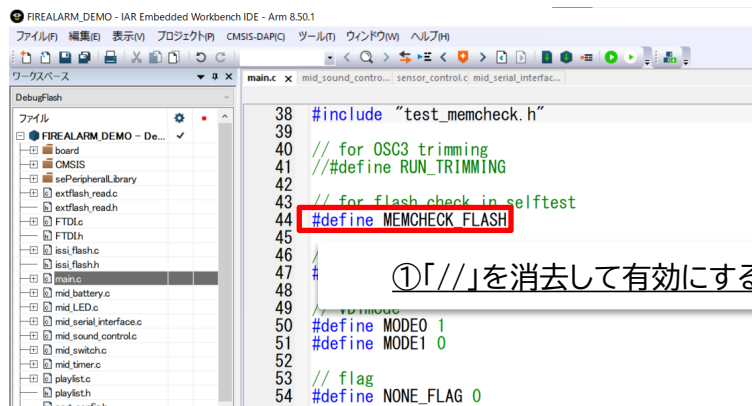 FIREALARM_DEMO - IAR Embedded Workbench IDE - Arm 8.50.1
ファイル(F) 編集(E) 表示(V) プロジェクト(P) CMSIS-DAP(C) ツール(T) ウィンドウ(W) ヘルプ(H)
ワークスペース
main.c mid_sound_contro... sensor_control.c mid_serial_interfac...
DebugFlash
ファイル
FIREALARM_DEMO - De...
board
CMSIS
sePeripheralLibrary
extflash_read.c
extflash_read.h
FTDI.c
FTDI.h
issi_flash.c
issi_flash.h
main.c
mid_battery.c
mid_LED.c
mid_serial_interface.c
mid_sound_control.c
mid_switch.c
mid_timer.c
playlist.c
playlist.h
38 #include "test_memcheck.h"
39
40 // for OSC3 trimming
41 //#define RUN_TRIMMING
42
43 // for flash check in selftest
44 #define MEMCHECK_FLASH
45
46 /
47 #
48
①「//」を消去して有効にする
49
50 #define MODE0 1
51 #define MODE1 0
52
53 // flag
54 #define NONE_FLAG 0